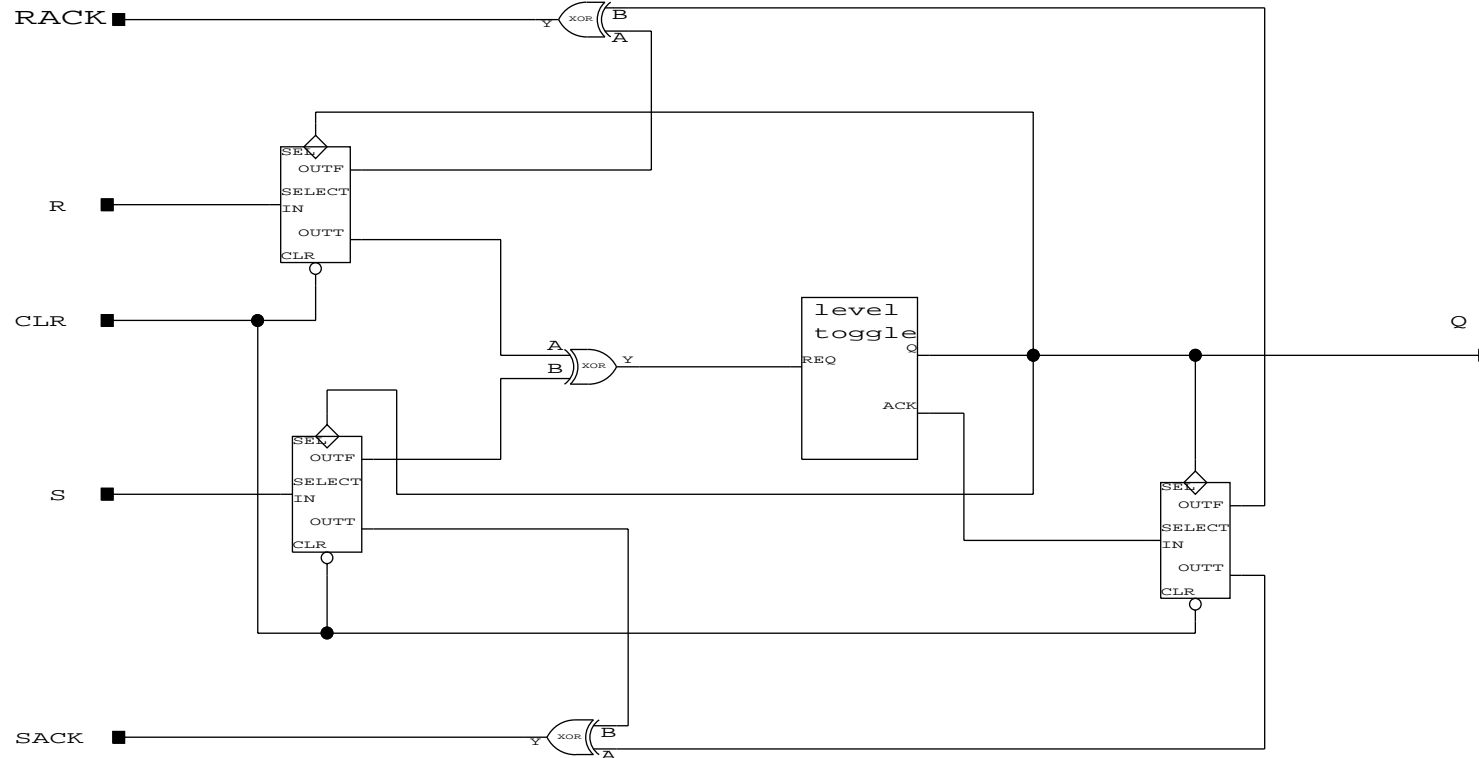 RACK
Y
XOR
B
A
SEL
OUTF
SELECT
IN
OUTT
CLR
R
CLR
A
B
XOR
Y
level
toggle
Q
REQ
ACK
Q
SEL
OUTF
SELECT
IN
OUTT
CLR
S
SEL
OUTF
SELECT
IN
OUTT
CLR
SACK
Y
XOR
B
A